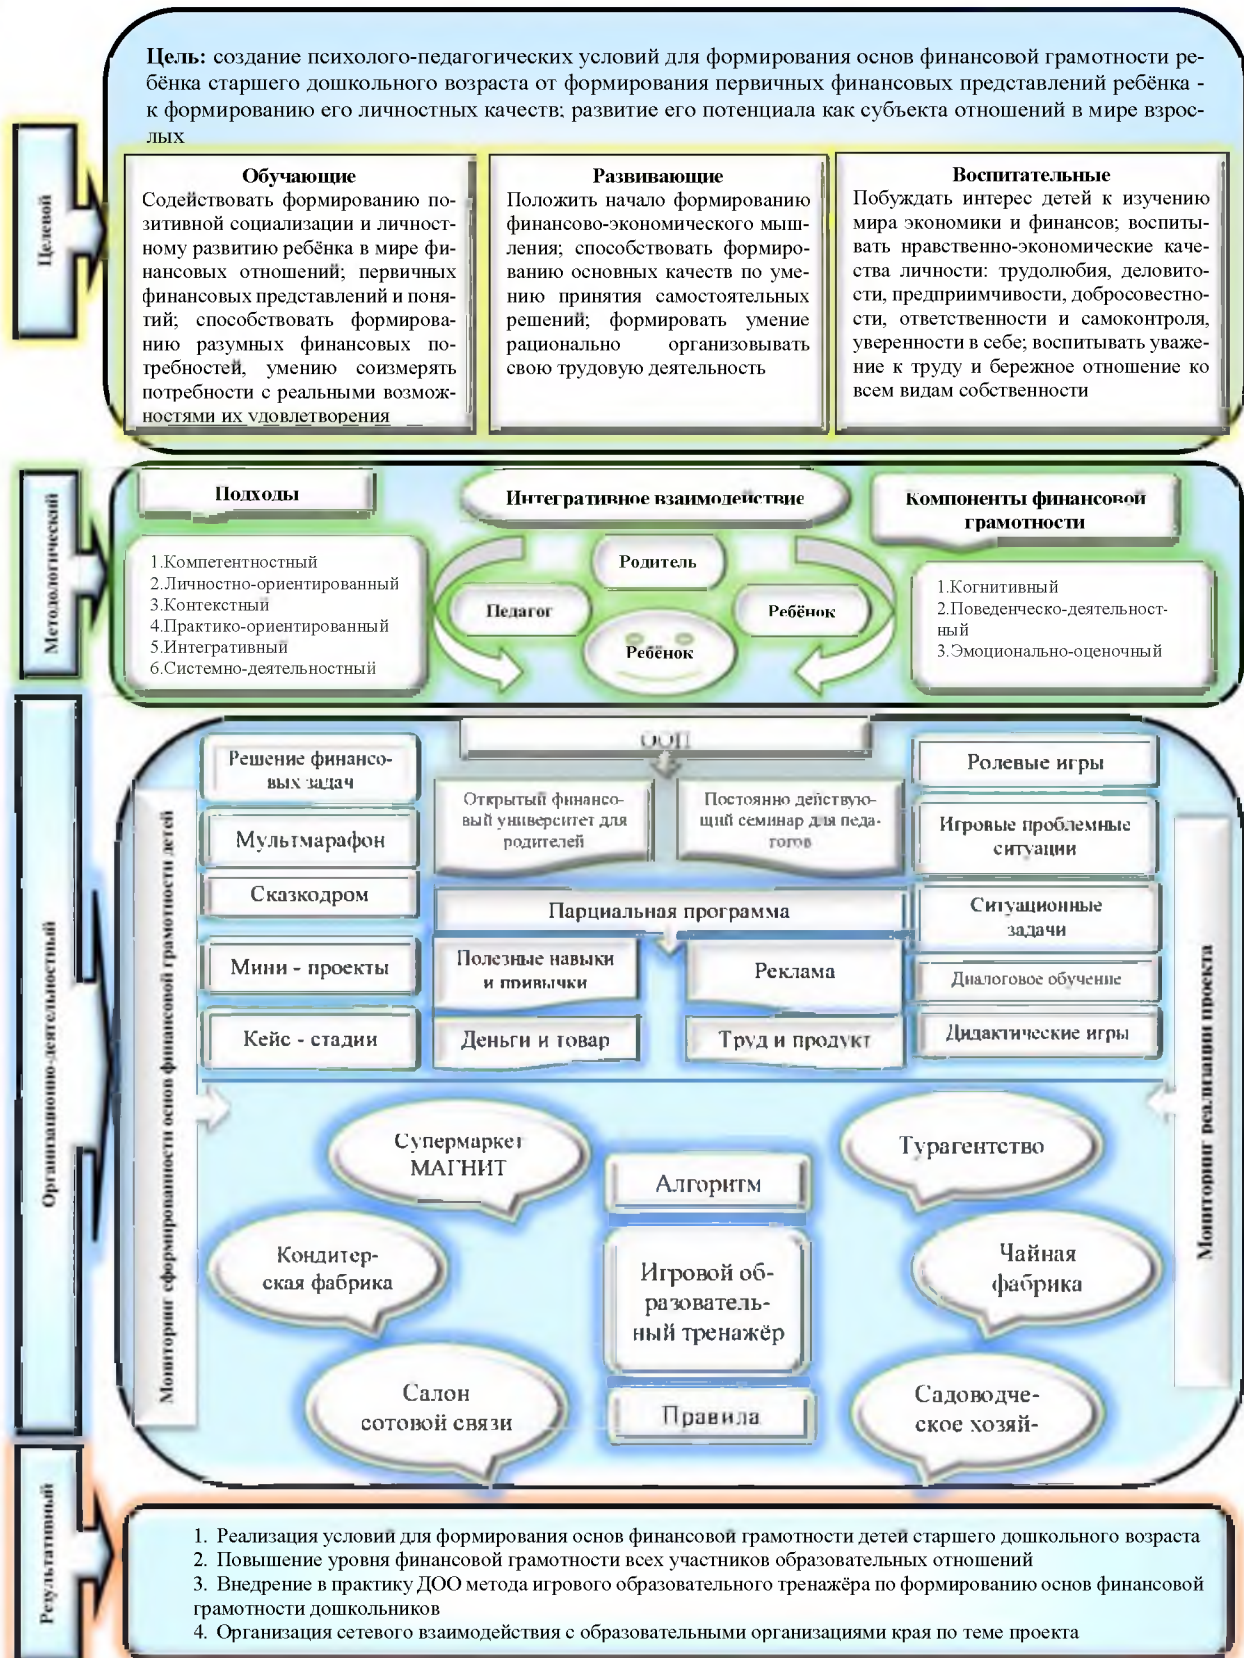 Цель: создание психолого-педагогических условий для формирования основ финансовой грамотности ре-
бёнка старшего дошкольного возраста от формирования первичных финансовых представлений ребёнка -
к формированию его личностных качеств; развитие его потенциала как субъекта отношений в мире взрос-
лых
Целевой
Обучающие
Содействовать формированию по-
зитивной социализации и личност-
ному развитию ребёнка в мире фи-
нансовых отношений; первичных
финансовых представлений и поня-
тий; способствовать формирова-
нию разумных финансовых по-
требностей, умению соизмерять
потребности с реальными возмож-
ностями их удовлетворения
Развивающие
Положить начало формированию
финансово-экономического мыш-
ления; способствовать формиро-
ванию основных качеств по уме-
нию принятия самостоятельных
решений; формировать умение
рационально организовывать
свою трудовую деятельность
Воспитательные
Побуждать интерес детей к изучению
мира экономики и финансов; воспиты-
вать нравственно-экономические каче-
ства личности: трудолюбия, деловито-
сти, предприимчивости, добросовестно-
сти, ответственности и самоконтроля,
уверенности в себе; воспитывать уваже-
ние к труду и бережное отношение ко
всем видам собственности
Методологический
Подходы
1.Компетентностный
2.Личностно-ориентированный
3.Контекстный
4.Практико-ориентированный
5.Интегративный
6.Системно-деятельностный
Интегративное взаимодействие
Родитель
Педагог
Ребёнок
Ребёнок
Компоненты финансовой
грамотности
1.Когнитивный
2.Поведенческо-деятельност-
ный
3.Эмоционально-оценочный
Организационно-деятельностный
Мониторинг сформированности основ финансовой грамотности детей
Решение финансо-
вых задач
Мультмарафон
Сказкодром
Мини - проекты
Кейс - стадии
ООП
Открытый финансо-
вый университет для
родителей
Постоянно действую-
щий семинар для педа-
гогов
Парциальная программа
Полезные навыки
и привычки
Реклама
Деньги и товар
Труд и продукт
Ролевые игры
Игровые проблемные
ситуации
Ситуационные
задачи
Диалоговое обучение
Дидактические игры
Мониторинг реализации проекта
Супермаркет
МАГНИТ
Турагентство
Алгоритм
Кондитер-
ская фабрика
Игровой об-
разователь-
ный тренажёр
Чайная
фабрика
Салон
сотовой связи
Правила
Садоводче-
ское хозяй-
Результативный
1. Реализация условий для формирования основ финансовой грамотности детей старшего дошкольного возраста
2. Повышение уровня финансовой грамотности всех участников образовательных отношений
3. Внедрение в практику ДОО метода игрового образовательного тренажёра по формированию основ финансовой
грамотности дошкольников
4. Организация сетевого взаимодействия с образовательными организациями края по теме проекта